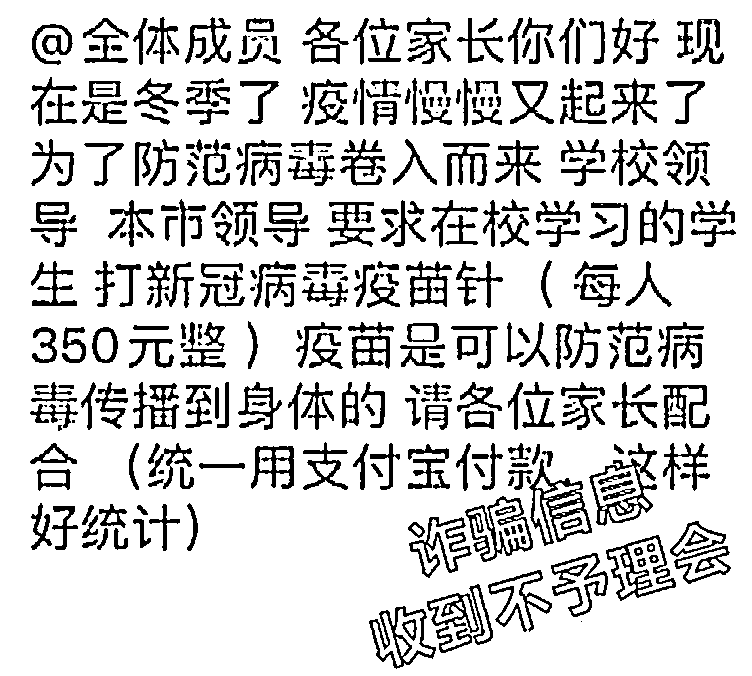 @全体成员 各位家长你们好 现
在是冬季了 疫情慢慢又起来了
为了防范病毒卷入而来 学校领
导 本市领导 要求在校学习的学
生 打新冠病毒疫苗针 （ 每人
350元整 ）疫苗是可以防范病
毒传播到身体的 请各位家长配
合 （统一用支付宝付款 这样
好统计）
诈骗信息
收到不予理会